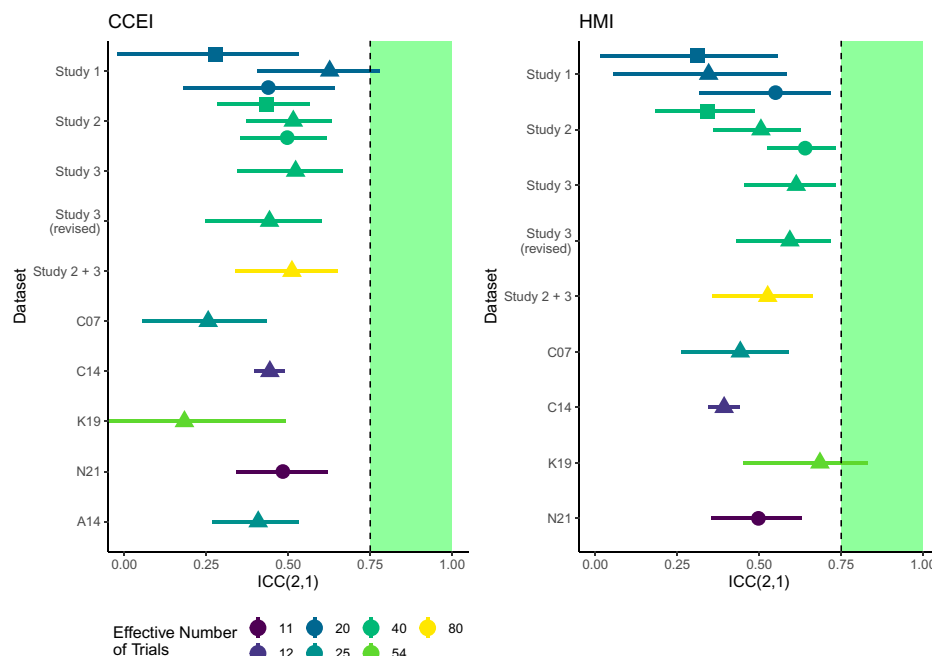 CCEI
HMI
Dataset
Study 1
Study 2
Study 3
Study 3
(revised)
Study 2 + 3
C07
C14
K19
N21
A14
0.00 0.25 0.50 0.75 1.00
ICC(2,1)
Dataset
Study 1
Study 2
Study 3
Study 3
(revised)
Study 2 + 3
C07
C14
K19
N21
0.00 0.25 0.50 0.75 1.00
ICC(2,1)
Effective Number
of Trials
11 20 40 80
12 25 54